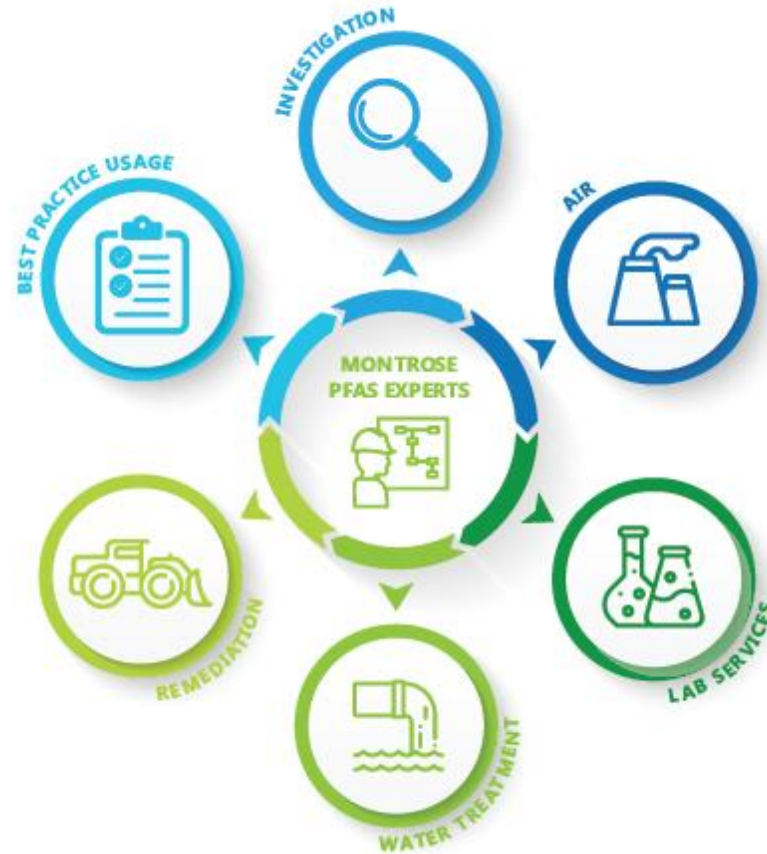 INVESTIGATION
AIR
BEST PRACTICE USAGE
MONTROSE
PFAS EXPERTS
REMEDIATION
LAB SERVICES
WATER TREATMENT